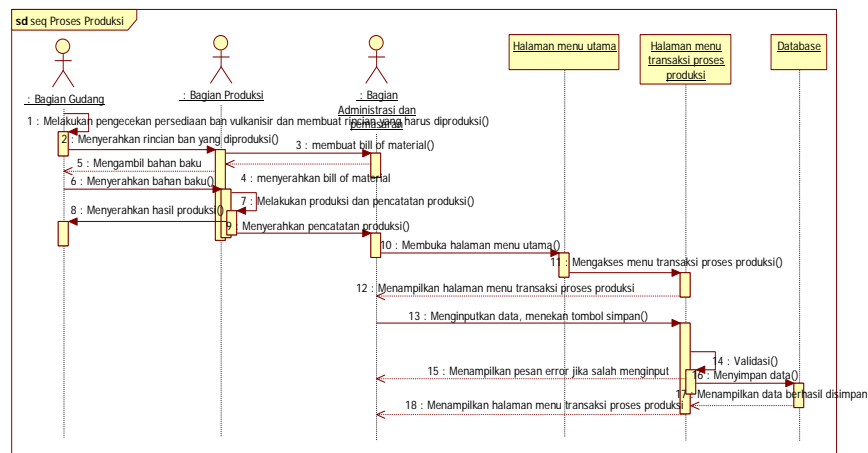 sd seq Proses Produksi
: Bagian Gudang
: Bagian Produksi
: Bagian
Administrasi dan
pemasaran
Halaman menu utama
Halaman menu
transaksi proses
produksi
Database
1 : Melakukan pengecekan persediaan ban vulkanisir dan membuat rincian yang harus diproduksi()
2 : Menyerahkan rincian ban yang diproduksi()
3 : membuat bill of material()
4 : menyerahkan bill of material
5 : Mengambil bahan baku
6 : Menyerahkan bahan baku()
7 : Melakukan produksi dan pencatatan produksi()
8 : Menyerahkan hasil produksi()
9 : Menyerahkan pencatatan produksi()
10 : Membuka halaman menu utama()
11 : Mengakses menu transaksi proses produksi()
12 : Menampilkan halaman menu transaksi proses produksi
13 : Menginputkan data, menekan tombol simpan()
14 : Validasi()
15 : Menampilkan pesan error jika salah menginput
16 : Menyimpan data()
17 : Menampilkan data berhasil disimpan
18 : Menampilkan halaman menu transaksi proses produksi